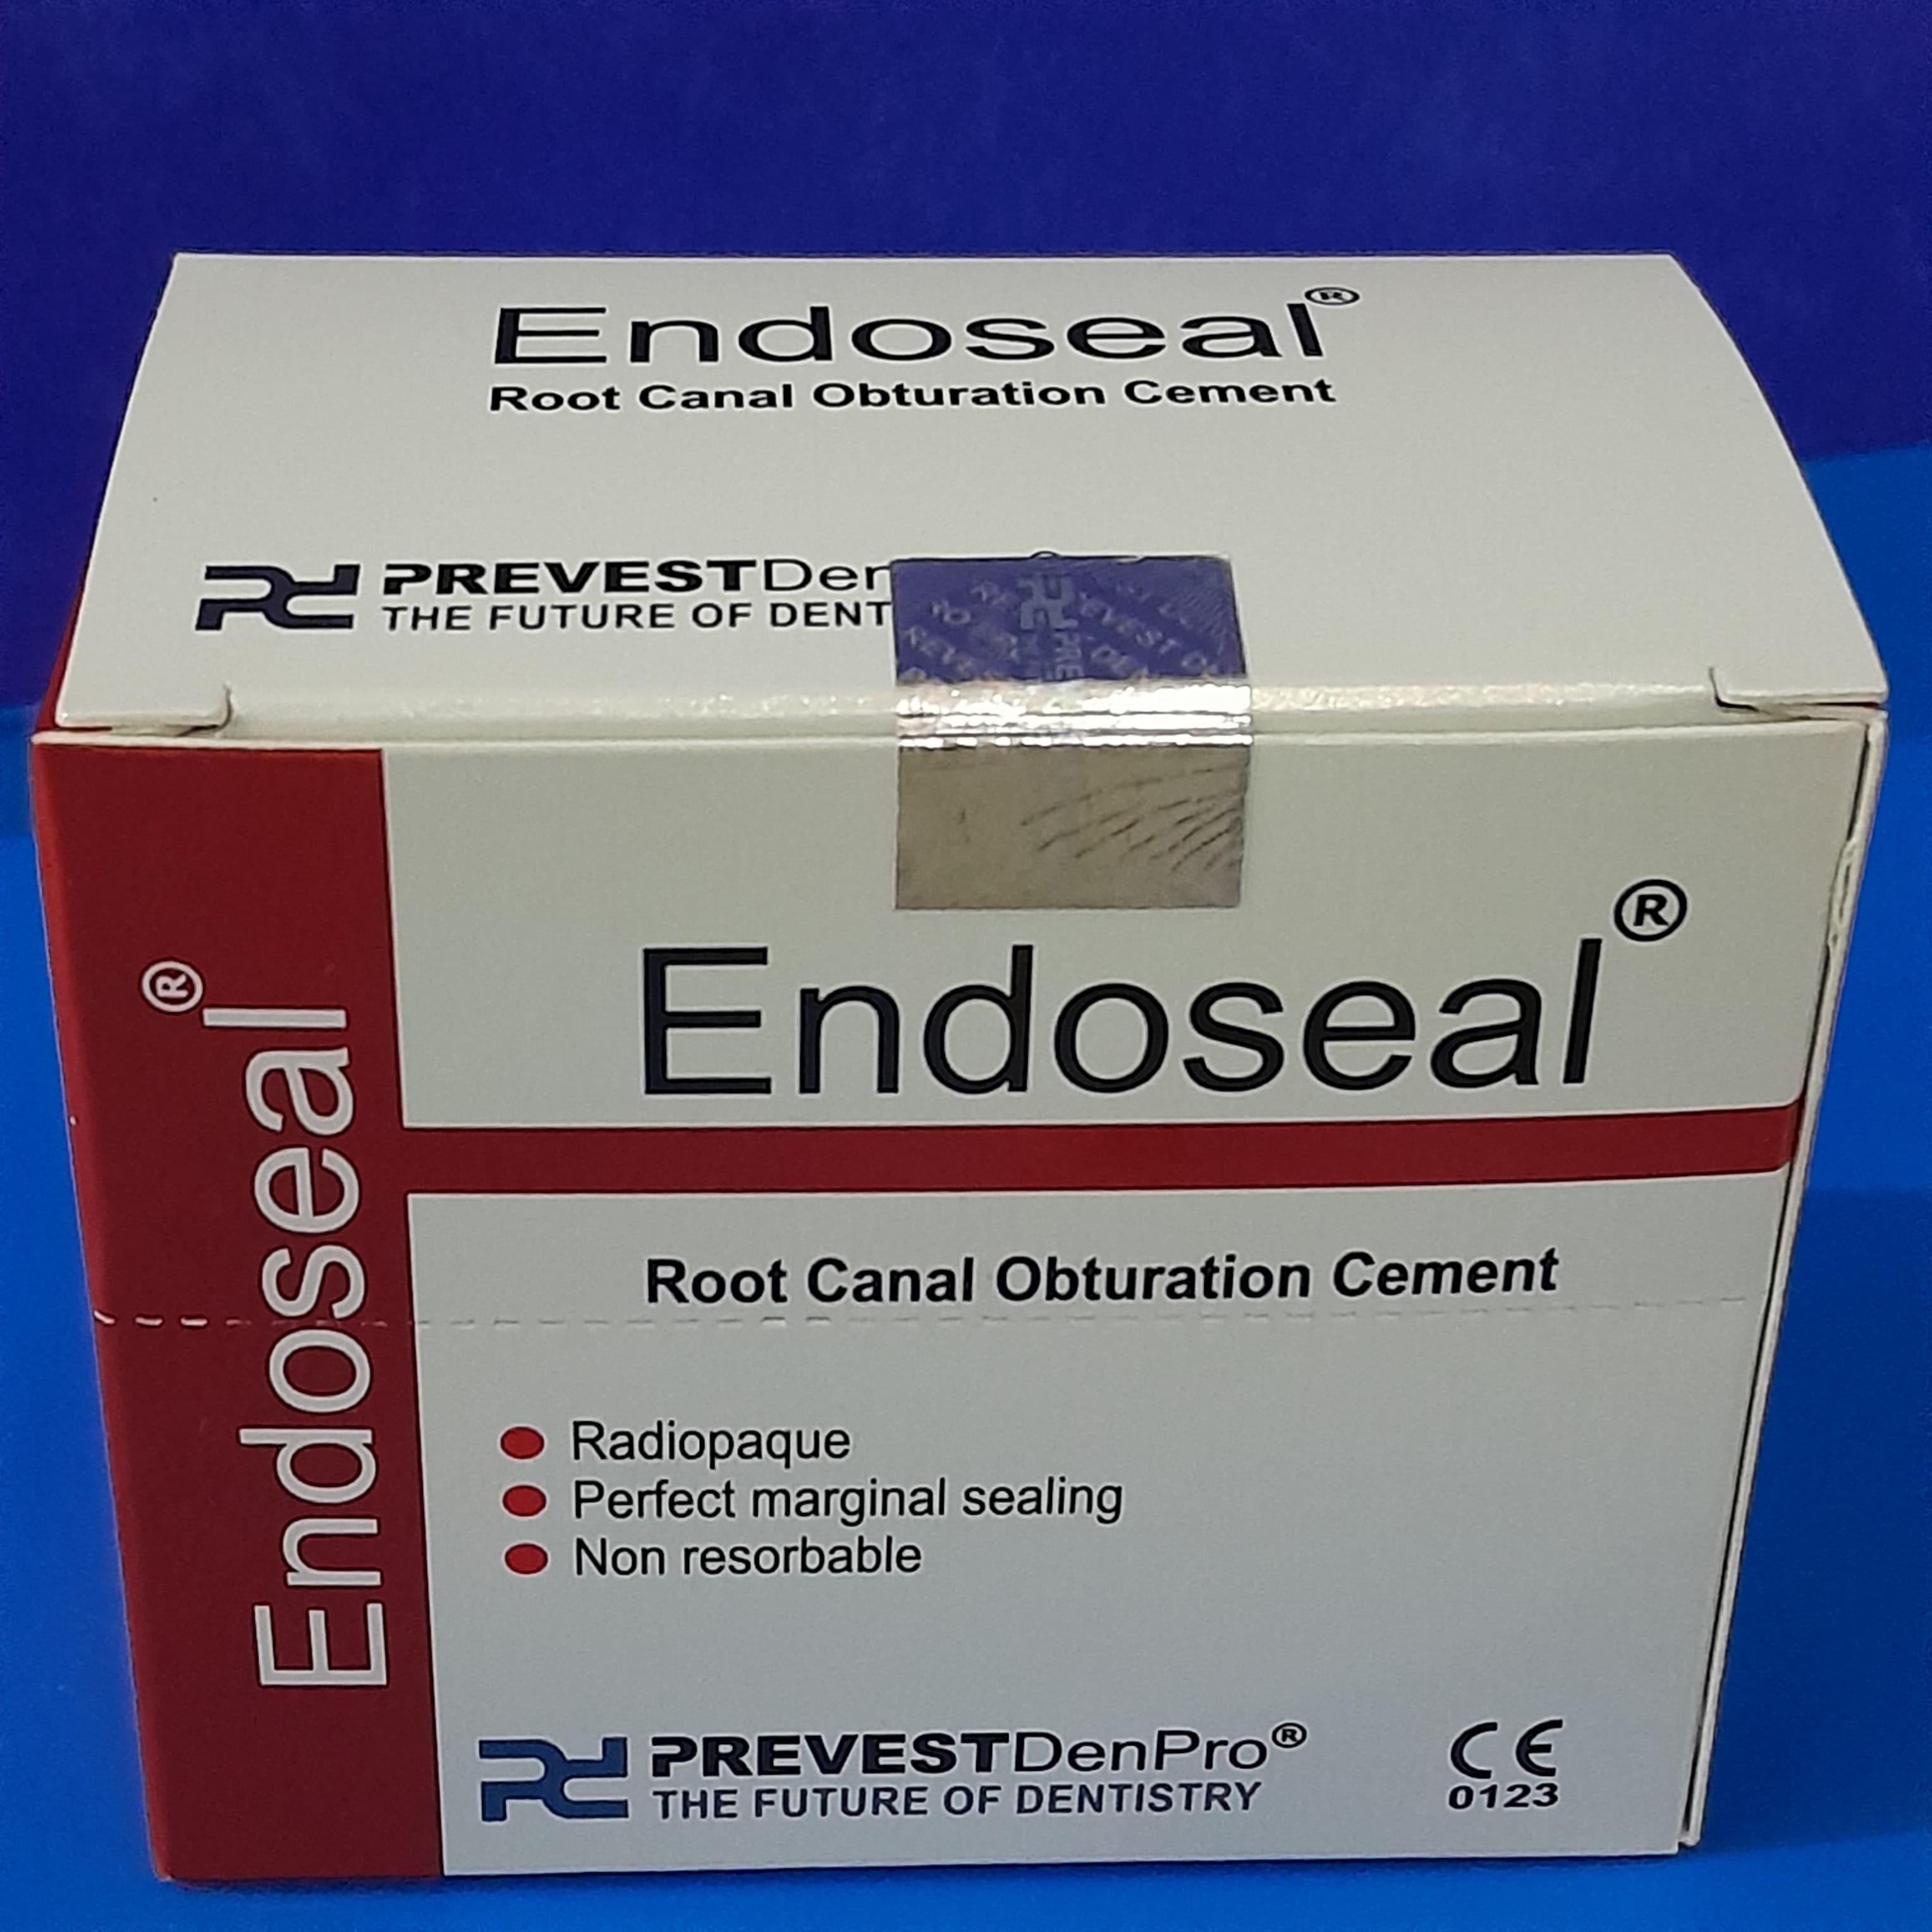 Endoseal®
Root Canal Obturation Cement
PREVESTDen
THE FUTURE OF DENT
Endoseal®
Endoseal®
Root Canal Obturation Cement
Radiopaque
Perfect marginal sealing
Non resorbable
PREVESTDenPro®
THE FUTURE OF DENTISTRY
CE
0123